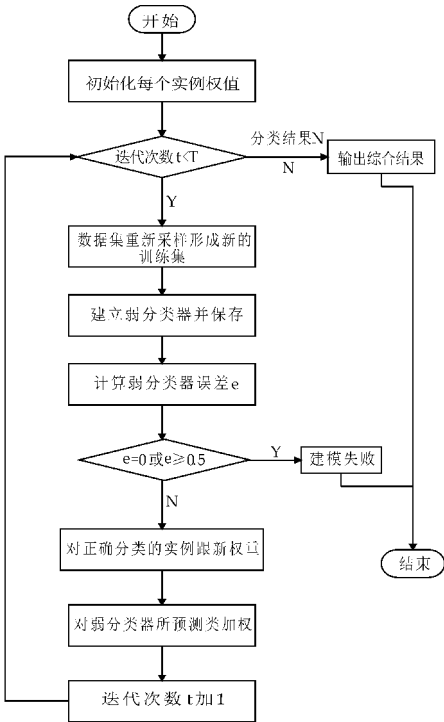 开始
初始化每个实例权值
迭代次数t<T
分类结果N
N
输出综合结果
Y
数据集重新采样形成新的
训练集
建立弱分类器并保存
计算弱分类器误差e
e=0或e≥0.5
Y
建模失败
N
对正确分类的实例跟新权重
结束
对弱分类器所预测类加权
迭代次数t加1